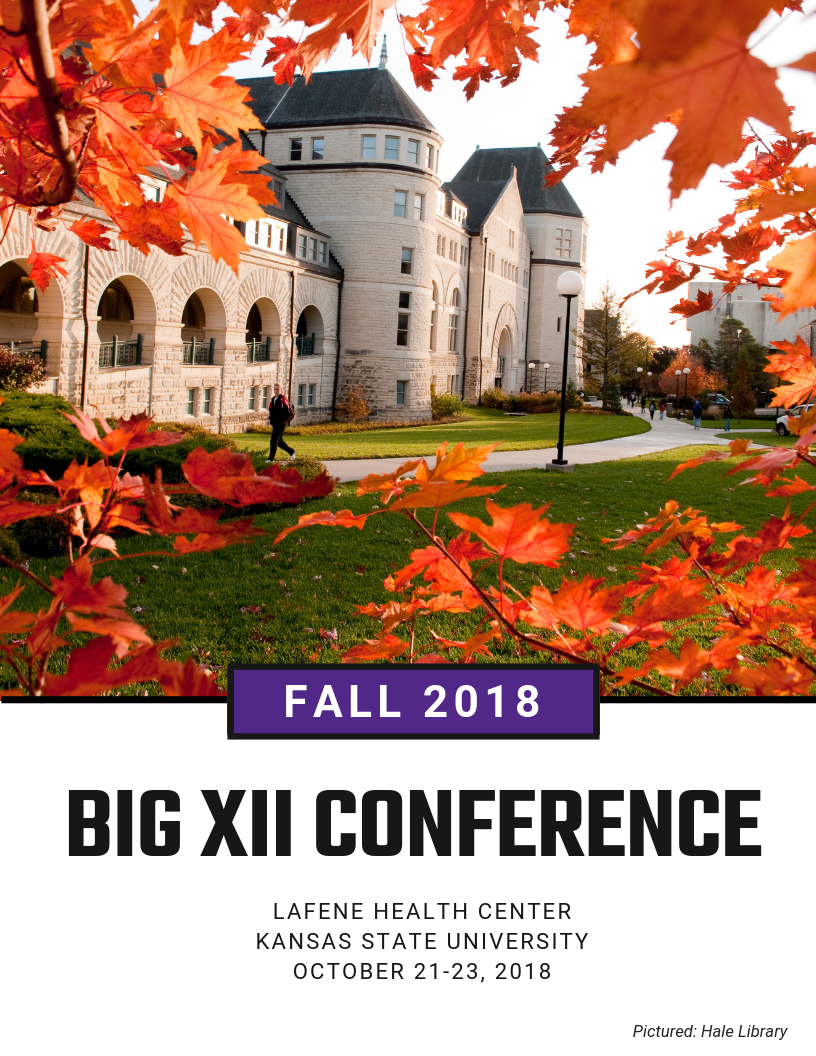 FALL 2018
BIG XII CONFERENCE
LAFENE HEALTH CENTER
KANSAS STATE UNIVERSITY
OCTOBER 21-23, 2018
Pictured: Hale Library